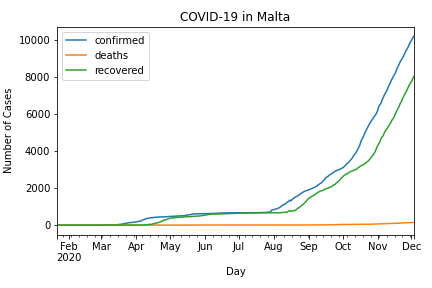 COVID-19 in Malta
confirmed
deaths
recovered
Number of Cases
10000
8000
6000
4000
2000
0
Feb Mar Apr May Jun Jul Aug Sep Oct Nov Dec
2020
Day